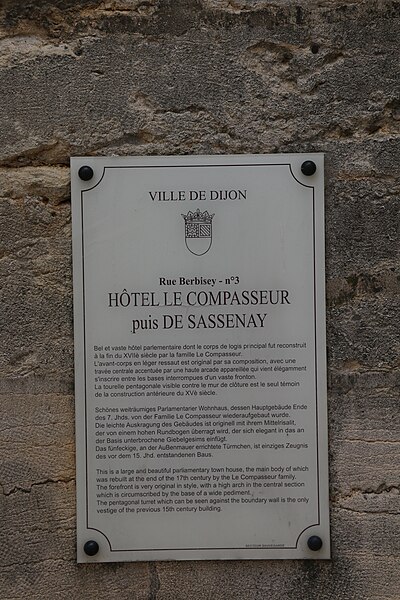 VILLE DE DIJON
Rue Berbisey - n°3
HÔTEL LE COMPASSEUR
puis DE SASSENAY
Bel et vaste hôtel parlementaire dont le corps de logis principal fut reconstruit
à la fin du XVIIè siècle par la famille Le Compasseur.
L'avant-corps en léger ressaut est original par sa composition, avec une
travée centrale accentuée par une haute arcade appareillée qui vient élégamment
s'inscrire entre les bases interrompues d'un vaste fronton.
La tourelle pentagonale visible contre le mur de clôture est le seul témoin
de la construction antérieure du XVè siècle.
Schönes weiträumiges Parlamentarier Wohnhaus, dessen Hauptgebäude Ende
des 7. Jhds. von der Familie Le Compasseur wiederaufgebaut wurde.
Die leichte Auskragung des Gebäudes ist originell mit ihrem Mittelrisalit,
der von einem hohen Rundbogen überragt wird, der sich elegant in das an
der Basis unterbrochene Giebelgesims einfügt.
Das fünfeckige, an der Außenmauer errichtete Türmchen, ist einziges Zeugnis
des vor dem 15. Jhd. entstandenen Baus.
This is a large and beautiful parliamentary town house, the main body of which
was rebuilt at the end of the 17th century by the Le Compasseur family.
The forefront is very original in style, with a high arch in the central section
which is circumscribed by the base of a wide pediment.
The pentagonal turret which can be seen against the boundary wall is the only
vestige of the previous 15th century building.